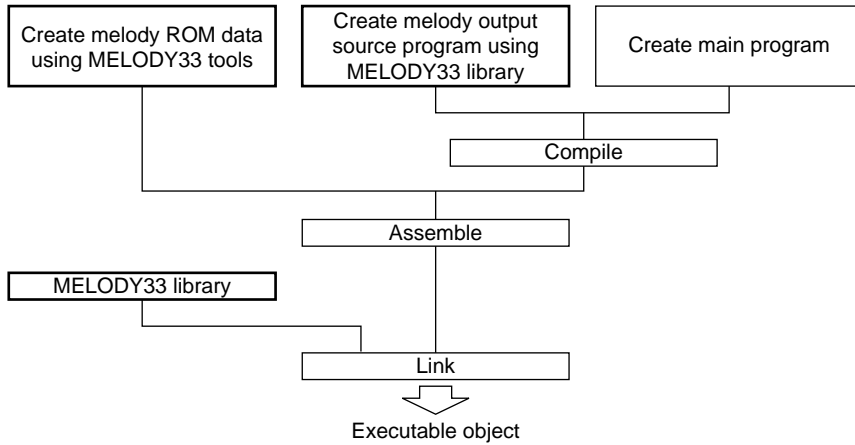 Create melody ROM data
using MELODY33 tools
Create melody output
source program using
MELODY33 library
Create main program
Compile
Assemble
MELODY33 library
Link
Executable object